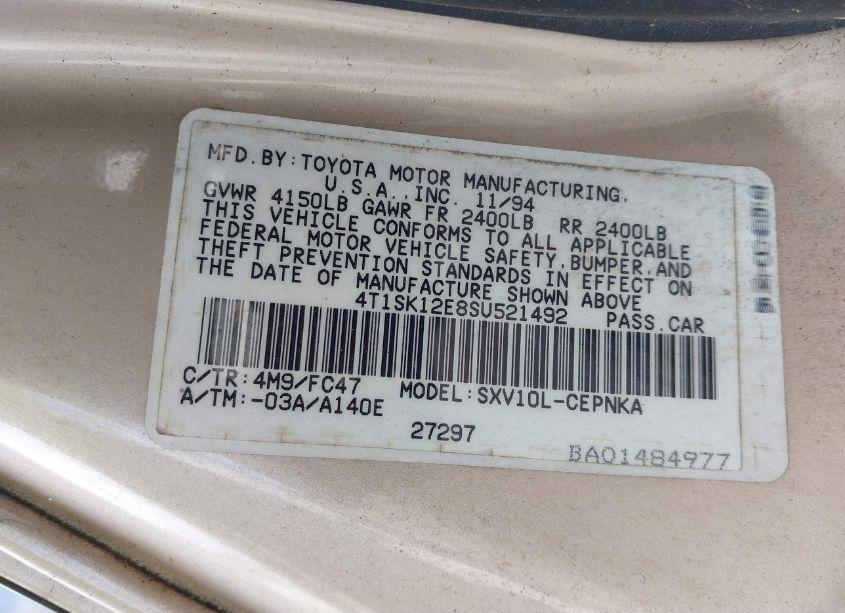 MFD.BY:TOYOTA MOTOR MANUFACTURING,
U.S.A.,INC. 11/94
GVWR 4150LB GAWR FR 2400LB RR 2400LB
THIS VEHICLE CONFORMS TO ALL APPLICABLE
FEDERAL MOTOR VEHICLE SAFETY,BUMPER,AND
THEFT PREVENTION STANDARDS IN EFFECT ON
THE DATE OF MANUFACTURE SHOWN ABOVE
4T1SK12E8SU521492 PASS.CAR
C/TR:4M9/FC47 MODEL:SXV10L-CEPNKA
A/TM:-03A/A140E
27297
BA01484977